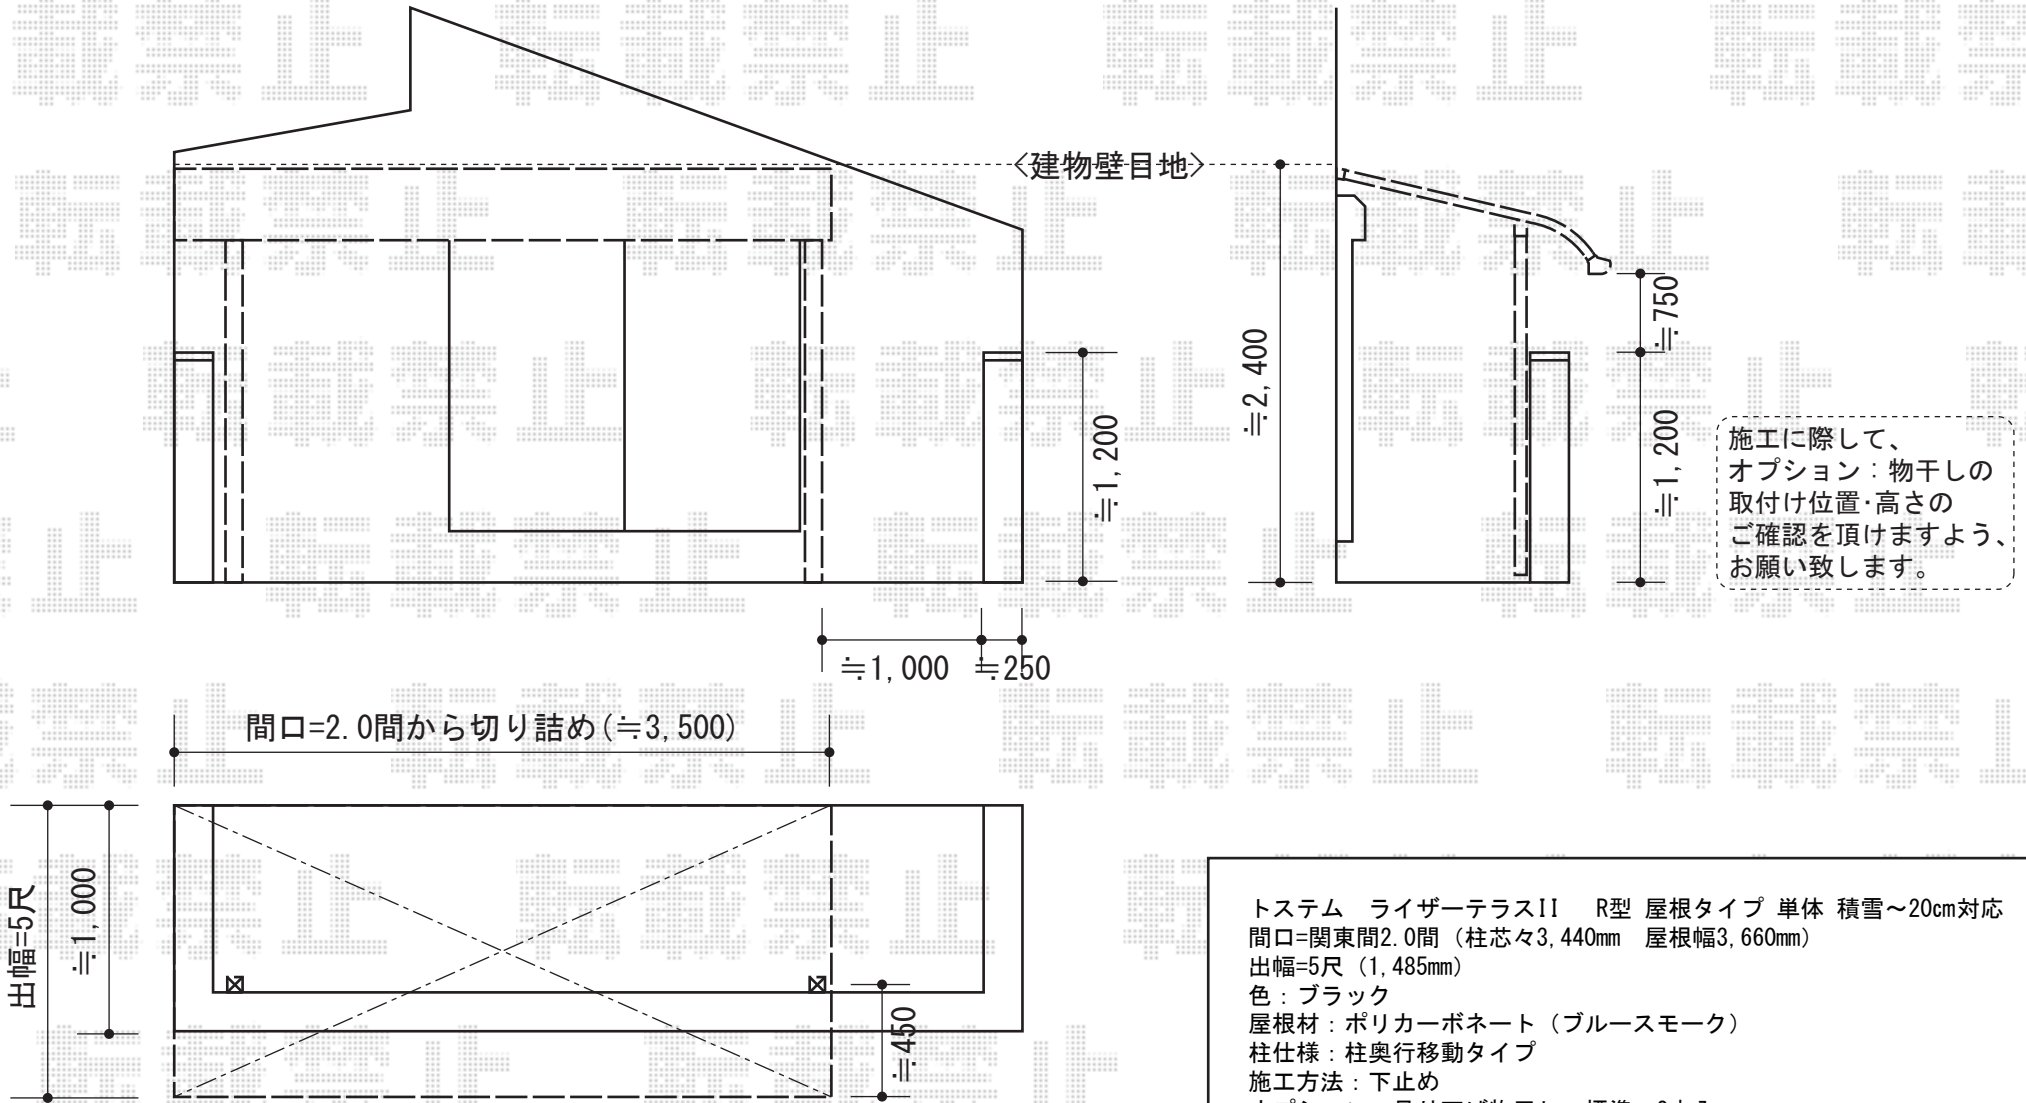 〈建物壁目地〉
≒750
≒2,400
≒1,200
≒1,200
施工に際して、
オプション：物干しの
取付け位置･高さの
ご確認を頂けますよう、
お願い致します。
≒1,000
≒250
間口=2.0間から切り詰め(≒3,500)
出幅=5尺
≒1,000
≒450
トステム　ライザーテラスII　R型 屋根タイプ 単体 積雪～20cm対応
間口=関東間2.0間（柱芯々3,440mm　屋根幅3,660mm）
出幅=5尺（1,485mm）
色：ブラック
屋根材：ポリカーボネート（ブルースモーク）
柱仕様：柱奥行移動タイプ
施工方法：下止め
転載禁止